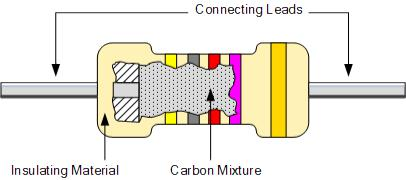 Connecting Leads
Insulating Material
Carbon Mixture